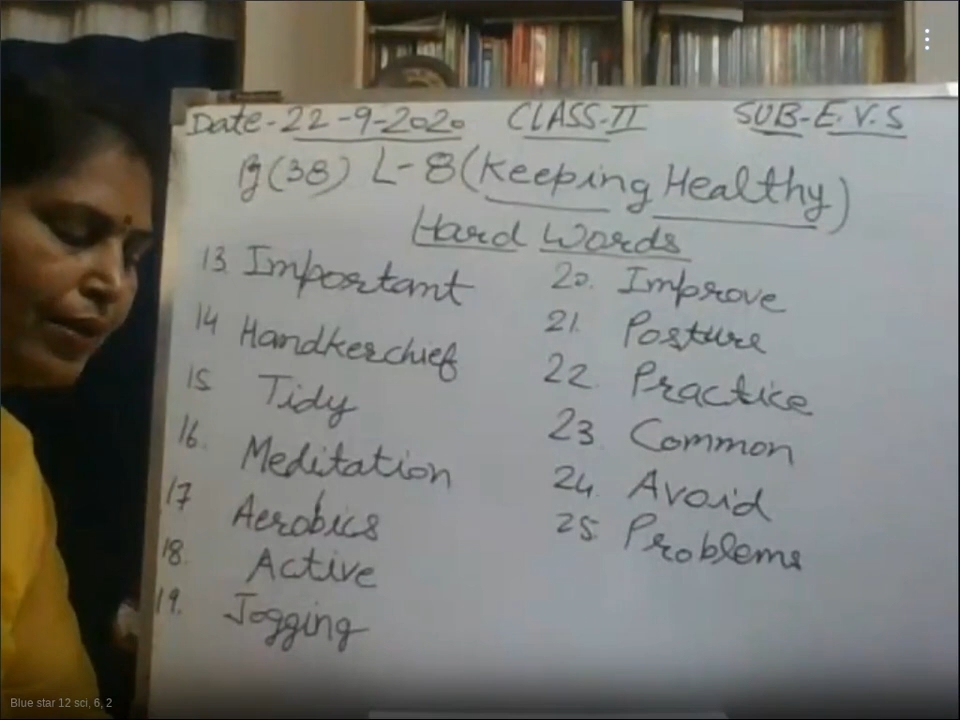 Date-22-9-2020 CLASS-II SUB-E.V.S
Pg(38) L-8(Keeping Healthy)
Hard Words
13. Important
14 Handkerchief
15 Tidy
16. Meditation
17 Aerobics
18. Active
19. Jogging
20. Improve
21. Posture
22. Practice
23. Common
24. Avoid
25. Problems
Blue star 12 sci, 6, 2